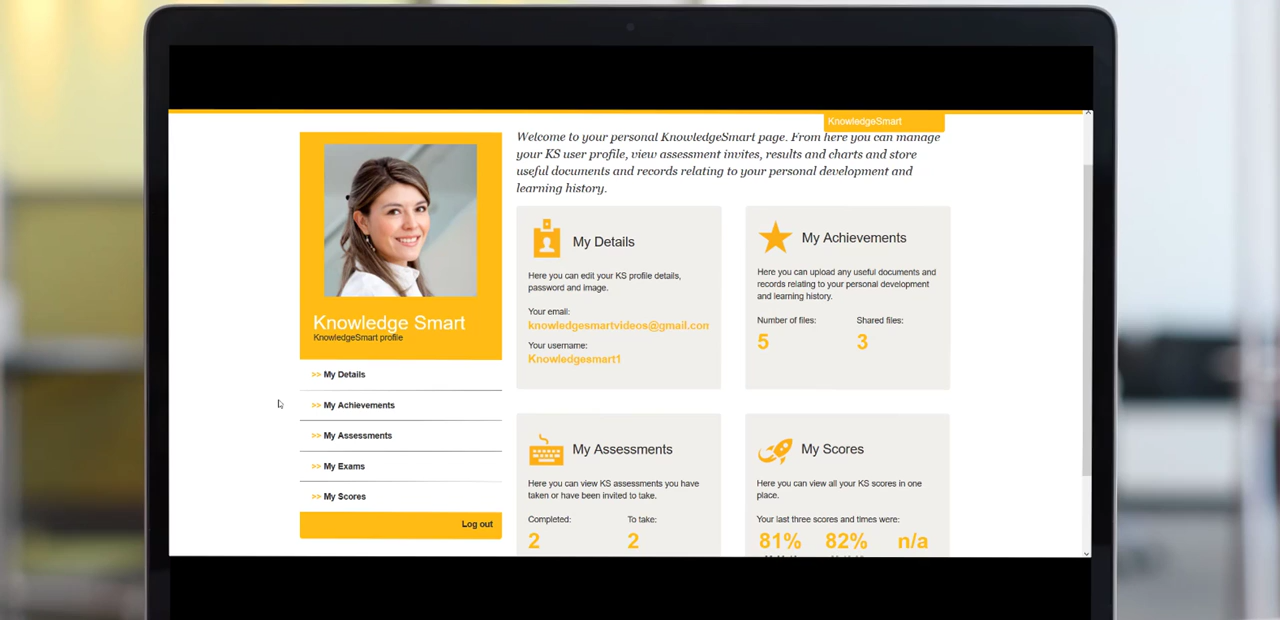 KnowledgeSmart
Welcome to your personal KnowledgeSmart page. From here you can manage
your KS user profile, view assessment invites, results and charts and store
useful documents and records relating to your personal development and
learning history.
Knowledge Smart
KnowledgeSmart profile
>> My Details
>> My Achievements
>> My Assessments
>> My Exams
>> My Scores
Log out
My Details
Here you can edit your KS profile details,
password and image.
Your email:
knowledgesmartvideos@gmail.com
Your username:
Knowledgesmart1
My Achievements
Here you can upload any useful documents and
records relating to your personal development
and learning history.
Number of files: Shared files:
5 3
My Assessments
Here you can view KS assessments you have
taken or have been invited to take.
Completed: To take:
2 2
My Scores
Here you can view all your KS scores in one
place.
Your last three scores and times were:
81% 82% n/a